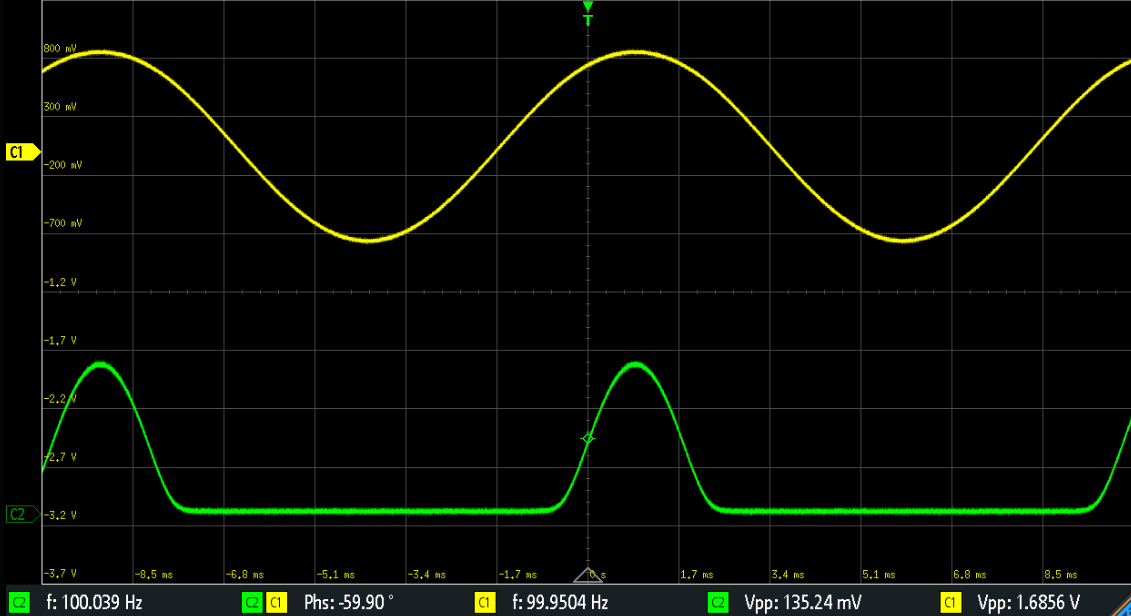 T
800 mV
300 mV
C1
-200 mV
-700 mV
-1.2 V
-1.7 V
-2.2 V
-2.7 V
C2
-3.2 V
-3.7 V
-8.5 ms
-6.8 ms
-5.1 ms
-3.4 ms
-1.7 ms
0 s
1.7 ms
3.4 ms
5.1 ms
6.8 ms
8.5 ms
C2 f: 100.039 Hz
C2 C1 Phs: -59.90 °
C1 f: 99.9504 Hz
C2 Vpp: 135.24 mV
C1 Vpp: 1.6856 V